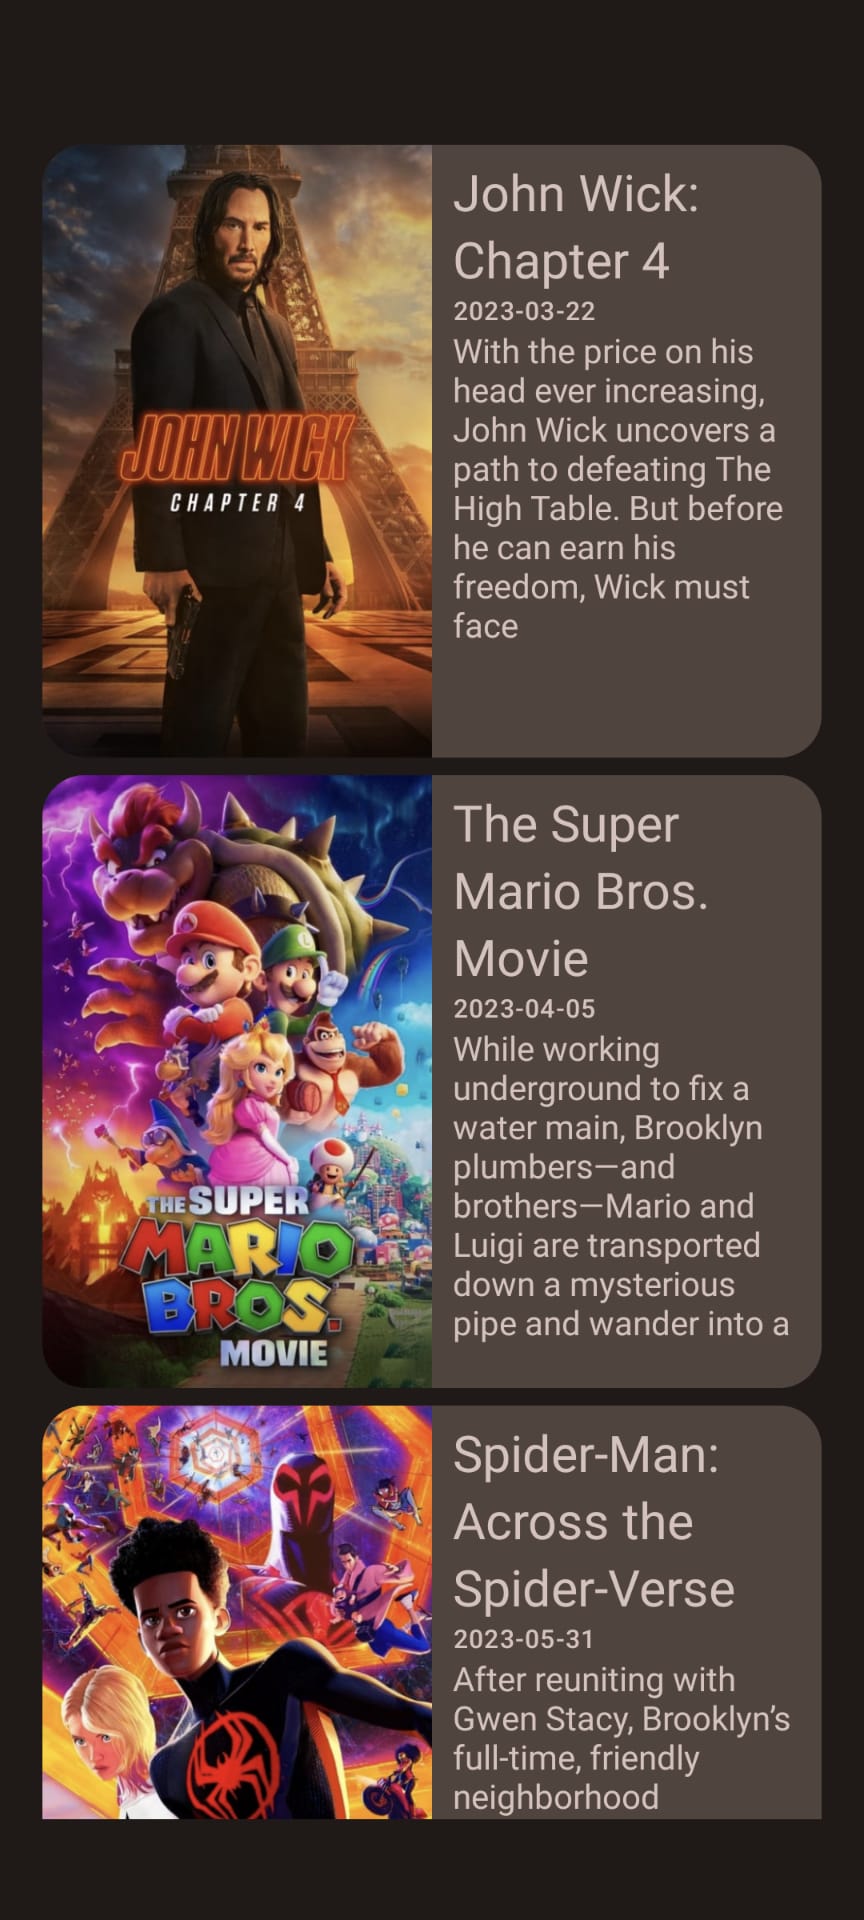 JOHN WICK
CHAPTER 4
John Wick:
Chapter 4
2023-03-22
With the price on his
head ever increasing,
John Wick uncovers a
path to defeating The
High Table. But before
he can earn his
freedom, Wick must
face
THE SUPER
MARIO
BROS.
MOVIE
The Super
Mario Bros.
Movie
2023-04-05
While working
underground to fix a
water main, Brooklyn
plumbers—and
brothers—Mario and
Luigi are transported
down a mysterious
pipe and wander into a
Spider-Man:
Across the
Spider-Verse
2023-05-31
After reuniting with
Gwen Stacy, Brooklyn’s
full-time, friendly
neighborhood